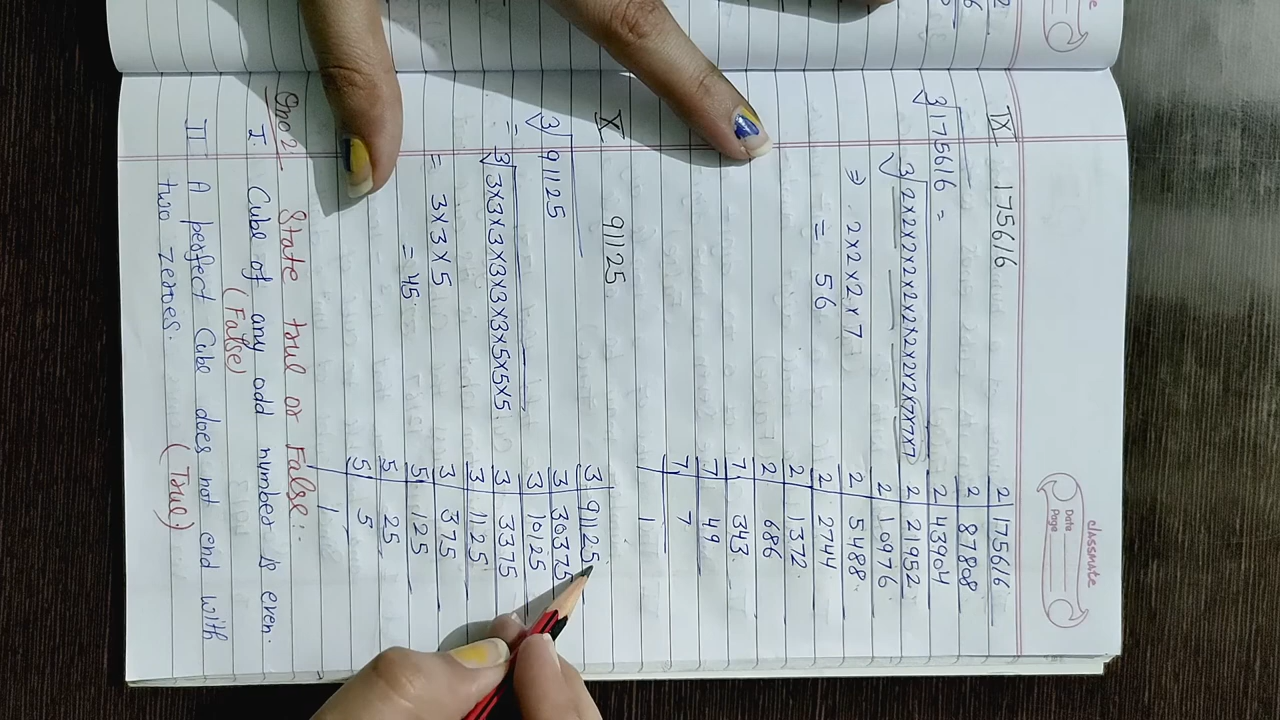 classmate
Date
Page
IX 175616
3√175616 =
3√2×2×2×2×2×2×2×2×2×7×7×7
⇒ 2×2×2×7
= 56
2 | 175616
2 | 87808
2 | 43904
2 | 21952
2 | 10976
2 | 5488
2 | 2744
2 | 1372
2 | 686
7 | 343
7 | 49
7 | 7
1
X 91125
3√91125
= 3√3×3×3×3×3×3×5×5×5
= 3×3×5
= 45
3 | 91125
3 | 30375
3 | 10125
3 | 3375
3 | 1125
3 | 375
5 | 125
5 | 25
5 | 5
1
Que 2 State true or False:-
I. Cube of any odd number is even.
(False)
II A perfect Cube does not end with
two zeroes. (True)